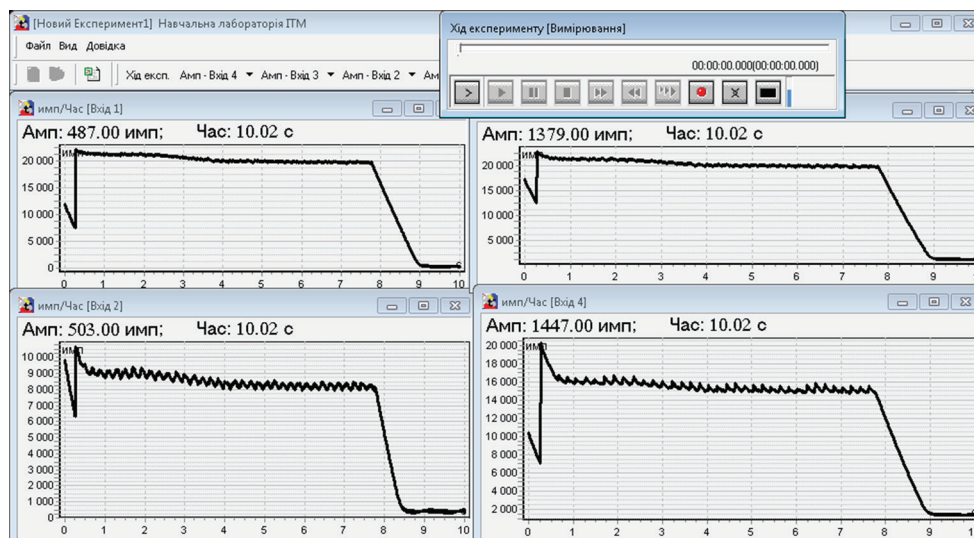 [Новий Експеримент1] Навчальна лабораторія ІТМ
Файл Вид Довідка
Хід експ. Амп - Вхід 4 Амп - Вхід 3 Амп - Вхід 2 Ам
Хід експерименту [Вимірювання]
00:00:00.000(00:00:00.000)
имп/Час [Вхід 1]
Амп: 487.00 имп; Час: 10.02 с
имп
20 000
15 000
10 000
5 000
0
0 1 2 3 4 5 6 7 8 9 10
с
Амп: 1379.00 имп; Час: 10.02 с
имп
20 000
15 000
10 000
5 000
0 1 2 3 4 5 6 7 8 9
имп/Час [Вхід 2]
Амп: 503.00 имп; Час: 10.02 с
имп
10 000
9 000
8 000
7 000
6 000
5 000
4 000
3 000
2 000
1 000
0
0 1 2 3 4 5 6 7 8 9 10
имп/Час [Вхід 4]
Амп: 1447.00 имп; Час: 10.02 с
имп
20 000
18 000
16 000
14 000
12 000
10 000
8 000
6 000
4 000
2 000
0 1 2 3 4 5 6 7 8 9 1